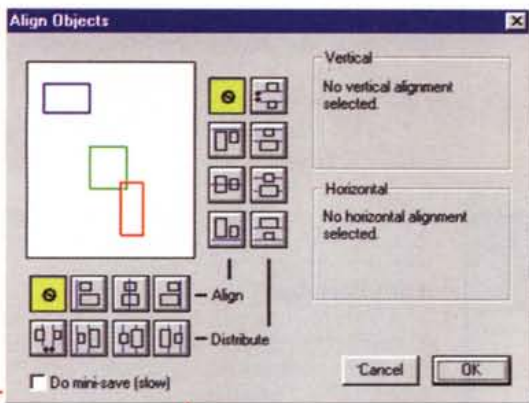 Align Objects
Vertical
No vertical alignment
selected.
Horizontal
No horizontal alignment
selected.
Align
Distribute
Do mini-save (slow)
Cancel
OK